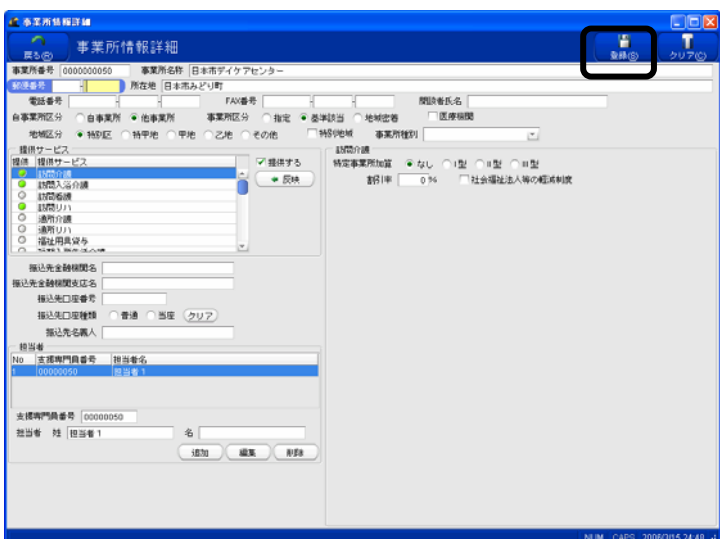 事業所情報詳細
戻る(R) 事業所情報詳細 登録(S) クリア(C)
事業所番号 0000000050 事業所名称 日本市デイケアセンター
郵便番号 - 所在地 日本市みどり町
電話番号 - - FAX番号 - - 開設者氏名
自事業所区分 自事業所 他事業所 事業所区分 指定 基準該当 地域密着 医療機関
地域区分 特別区 特甲地 甲地 乙地 その他 特別地域 事業所種別
提供サービス 訪問介護
提供 提供サービス 提供する 特定事業所加算 なし I型 II型 III型
訪問介護 反映 割引率 0 % 社会福祉法人等の軽減制度
訪問入浴介護
訪問看護
訪問リハ
通所介護
通所リハ
福祉用具貸与
振込先金融機関名
振込先金融機関支店名
振込先口座番号
振込先口座種類 普通 当座 クリア
振込先名義人
担当者
No 支援専門員番号 担当者名
1 00000050 担当者1
支援専門員番号 00000050
担当者 姓 担当者1 名
追加 編集 削除
NUM CAPS 2006/2/15 24:48